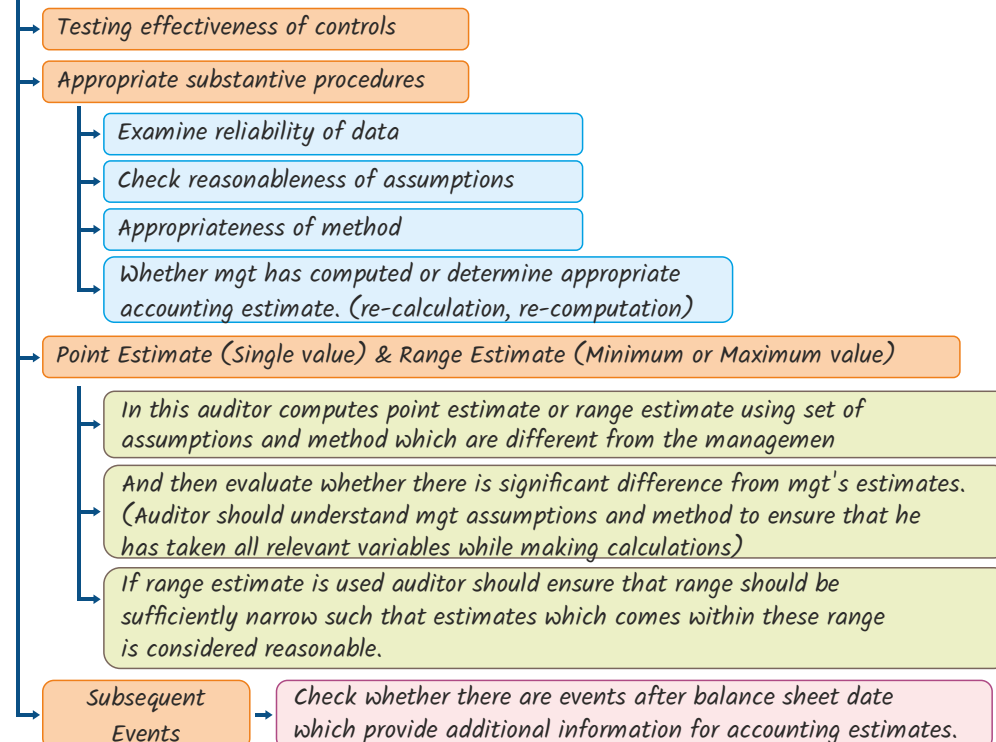 Testing effectiveness of controls
Appropriate substantive procedures
Examine reliability of data
Check reasonableness of assumptions
Appropriateness of method
Whether mgt has computed or determine appropriate
accounting estimate. (re-calculation, re-computation)
Point Estimate (Single value) & Range Estimate (Minimum or Maximum value)
In this auditor computes point estimate or range estimate using set of
assumptions and method which are different from the managemen
And then evaluate whether there is significant difference from mgt's estimates.
(Auditor should understand mgt assumptions and method to ensure that he
has taken all relevant variables while making calculations)
If range estimate is used auditor should ensure that range should be
sufficiently narrow such that estimates which comes within these range
is considered reasonable.
Subsequent
Events
Check whether there are events after balance sheet date
which provide additional information for accounting estimates.